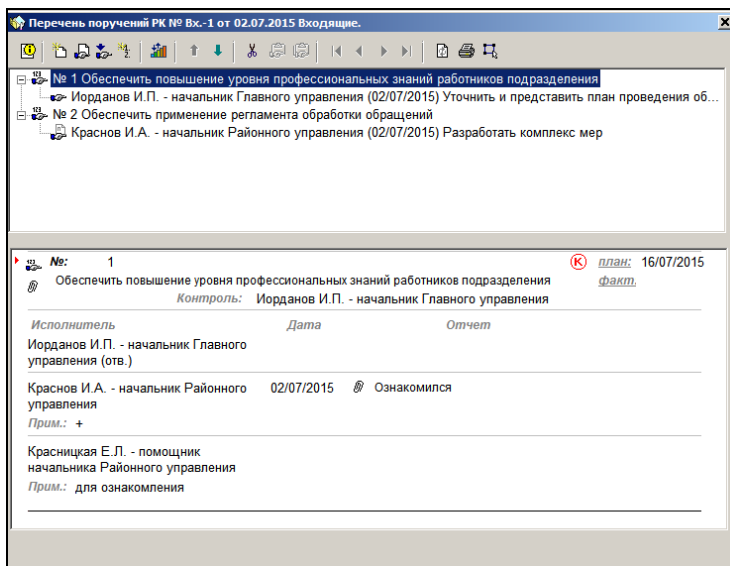 Перечень поручений РК № Вх.-1 от 02.07.2015 Входящие.
№ 1 Обеспечить повышение уровня профессиональных знаний работников подразделения
Иорданов И.П. - начальник Главного управления (02/07/2015) Уточнить и представить план проведения об...
№ 2 Обеспечить применение регламента обработки обращений
Краснов И.А. - начальник Районного управления (02/07/2015) Разработать комплекс мер
№: 1 К план: 16/07/2015
Обеспечить повышение уровня профессиональных знаний работников подразделения факт.
Контроль: Иорданов И.П. - начальник Главного управления
Исполнитель Дата Отчет
Иорданов И.П. - начальник Главного
управления (отв.)
Краснов И.А. - начальник Районного 02/07/2015 Ознакомился
управления
Прим.: +
Красницкая Е.Л. - помощник
начальника Районного управления
Прим.: для ознакомления